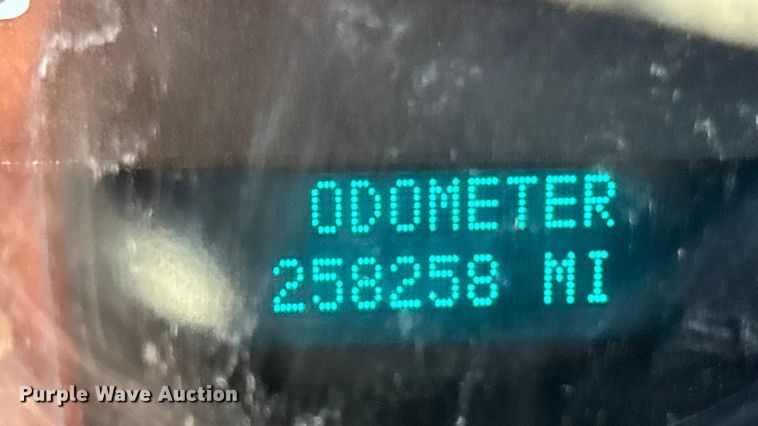 ODOMETER
258258 MI
Purple Wave Auction